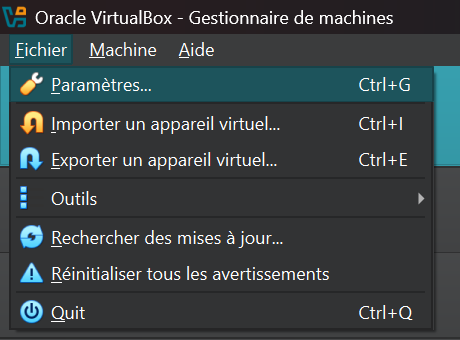 Oracle VirtualBox - Gestionnaire de machines
Fichier Machine Aide
Paramètres... Ctrl+G
Importer un appareil virtuel... Ctrl+I
Exporter un appareil virtuel... Ctrl+E
Outils
Rechercher des mises à jour...
Réinitialiser tous les avertissements
Quit Ctrl+Q